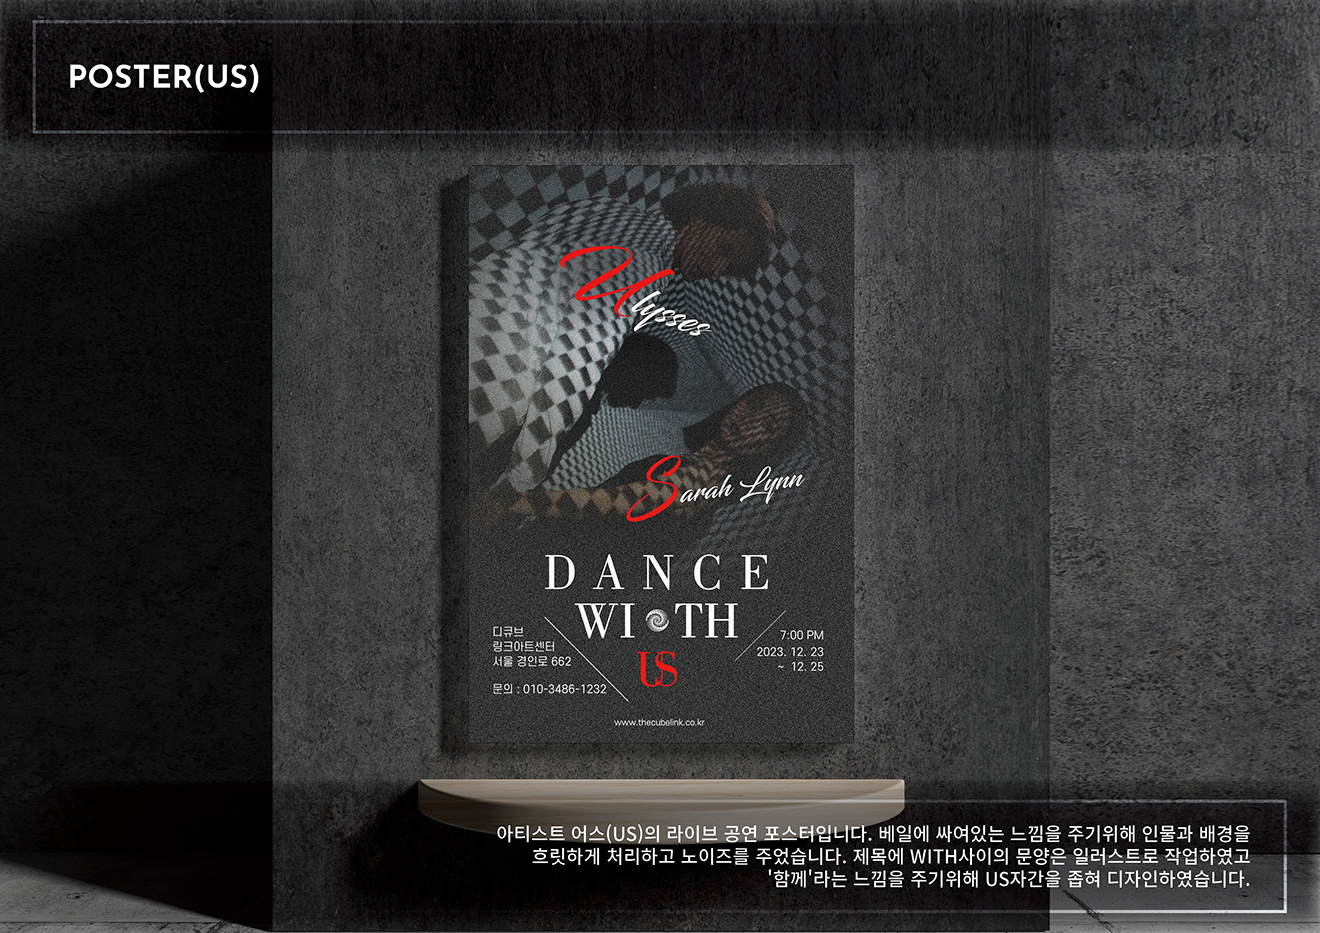 POSTER(US)
Ulysses
Sarah Lynn
DANCE
WITH
US
디큐브
링크아트센터
서울 경인로 662
문의 : 010-3486-1232
7:00 PM
2023. 12. 23
~ 12. 25
www.thecubelink.co.kr
아티스트 어스(US)의 라이브 공연 포스터입니다. 베일에 싸여있는 느낌을 주기위해 인물과 배경을
흐릿하게 처리하고 노이즈를 주었습니다. 제목에 WITH사이의 문양은 일러스트로 작업하였고
'함께'라는 느낌을 주기위해 US자간을 좁혀 디자인하였습니다.